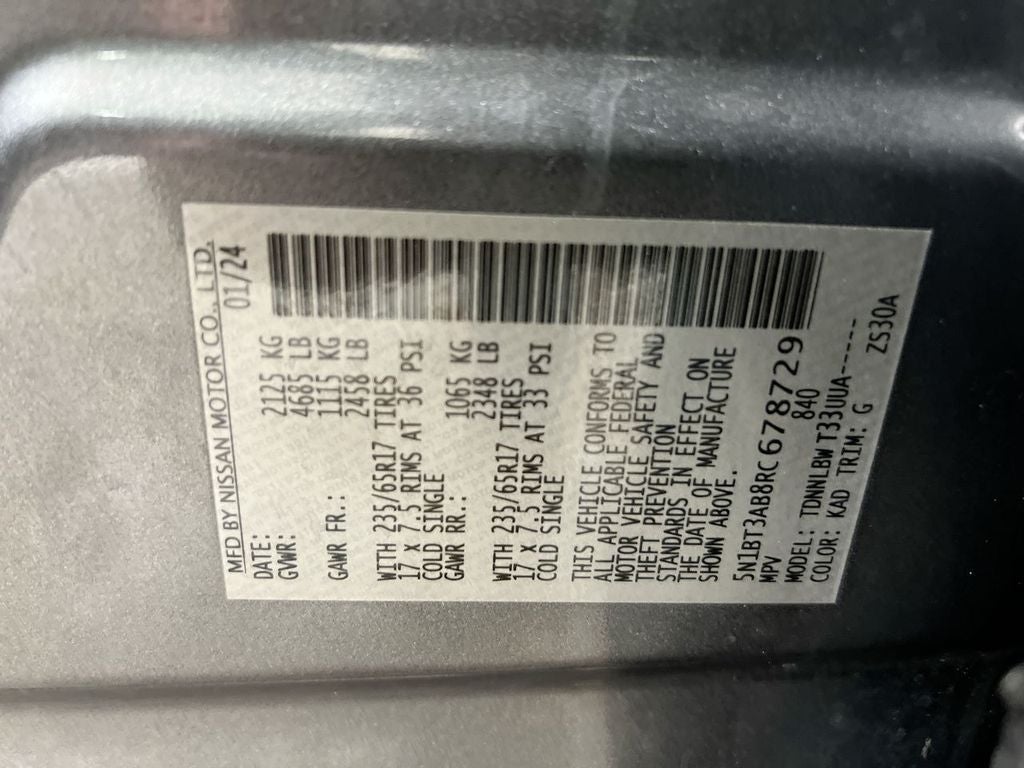 MFD BY NISSAN MOTOR CO., LTD.
DATE: 01/24
GVWR: 2125 KG
4685 LB
GAWR FR.: 1115 KG
2458 LB
WITH 235/65R17 TIRES
17 X 7.5 RIMS AT 36 PSI
COLD SINGLE
GAWR RR.: 1065 KG
2348 LB
WITH 235/65R17 TIRES
17 X 7.5 RIMS AT 33 PSI
COLD SINGLE
THIS VEHICLE CONFORMS TO
ALL APPLICABLE FEDERAL
MOTOR VEHICLE SAFETY AND
THEFT PREVENTION
STANDARDS IN EFFECT ON
THE DATE OF MANUFACTURE
SHOWN ABOVE.
5N1BT3AB8RC678729
MPV 840
MODEL: TDNNLBW T33UUA-----
COLOR: KAD TRIM: G ZS30A